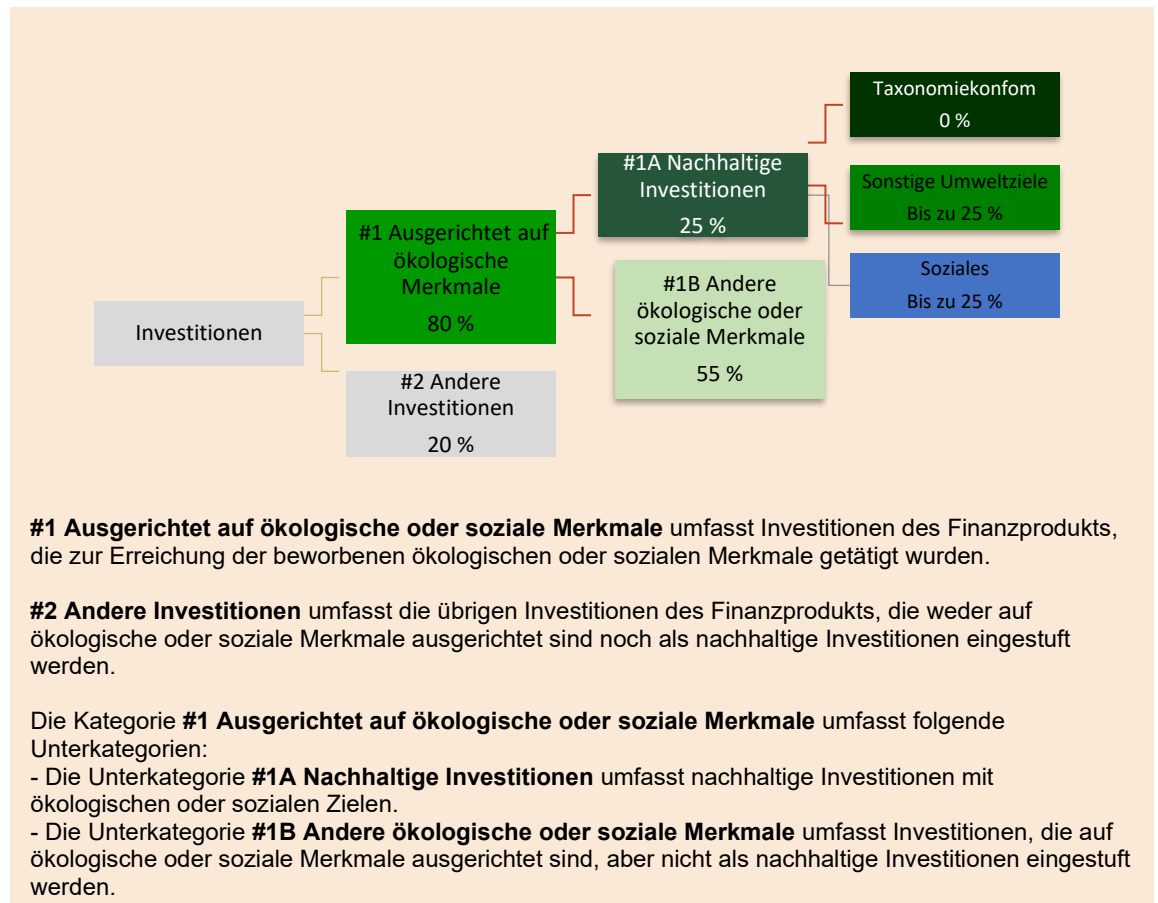 Taxonomiekonfom
0 %
#1A Nachhaltige
Investitionen
25 %
Sonstige Umweltziele
Bis zu 25 %
#1 Ausgerichtet auf
ökologische
Merkmale
80 %
Soziales
Bis zu 25 %
#1B Andere
ökologische oder
soziale Merkmale
55 %
Investitionen
#2 Andere
Investitionen
20 %
#1 Ausgerichtet auf ökologische oder soziale Merkmale umfasst Investitionen des Finanzprodukts,
die zur Erreichung der beworbenen ökologischen oder sozialen Merkmale getätigt wurden.
#2 Andere Investitionen umfasst die übrigen Investitionen des Finanzprodukts, die weder auf
ökologische oder soziale Merkmale ausgerichtet sind noch als nachhaltige Investitionen eingestuft
werden.
Die Kategorie #1 Ausgerichtet auf ökologische oder soziale Merkmale umfasst folgende
Unterkategorien:
- Die Unterkategorie #1A Nachhaltige Investitionen umfasst nachhaltige Investitionen mit
ökologischen oder sozialen Zielen.
- Die Unterkategorie #1B Andere ökologische oder soziale Merkmale umfasst Investitionen, die auf
ökologische oder soziale Merkmale ausgerichtet sind, aber nicht als nachhaltige Investitionen eingestuft
werden.